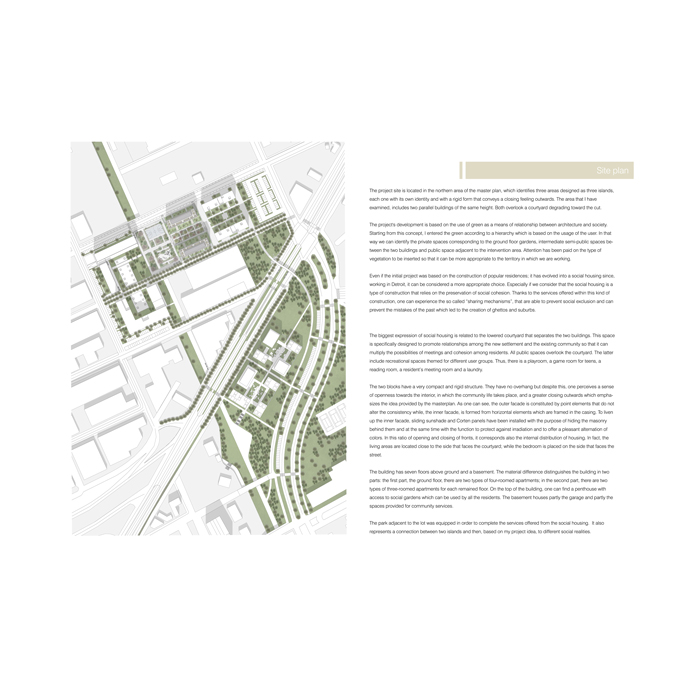 Site plan
The project site is located in the northern area of the master plan, which identifies three areas designed as three islands,
each one with its own identity and with a rigid form that conveys a closing feeling outwards. The area that I have
examined, includes two parallel buildings of the same height. Both overlook a courtyard degrading toward the cut.
The project's development is based on the use of green as a means of relationship between architecture and society.
Starting from this concept, I entered the green according to a hierarchy which is based on the usage of the user. In that
way we can identify the private spaces corresponding to the ground floor gardens, intermediate semi-public spaces be-
tween the two buildings and public space adjacent to the intervention area. Attention has been paid on the type of
vegetation to be inserted so that it can be more appropriate to the territory in which we are working.
Even if the initial project was based on the construction of popular residences, it has evolved into a social housing since,
working in Detroit, it can be considered a more appropriate choice. Especially if we consider that the social housing is a
type of construction that relies on the preservation of social cohesion. Thanks to the services offered within this kind of
construction, one can experience the so called "sharing mechanisms", that are able to prevent social exclusion and can
prevent the mistakes of the past which led to the creation of ghettos and suburbs.
The biggest expression of social housing is related to the lowered courtyard that separates the two buildings. This space
is specifically designed to promote relationships among the new settlement and the existing community so that it can
multiply the possibilities of meetings and cohesion among residents. All public spaces overlook the courtyard. The latter
include recreational spaces themed for different user groups. Thus, there is a playroom, a game room for teens, a
reading room, a resident's meeting room and a laundry.
The two blocks have a very compact and rigid structure. They have no overhang but despite this, one perceives a sense
of openness towards the interior, in which the community life takes place, and a greater closing outwards which empha-
sizes the idea provided by the masterplan. As one can see, the outer facade is constituted by point elements that do not
alter the consistency while, the inner facade, is formed from horizontal elements which are framed in the casing. To liven
up the inner facade, sliding sunshade and Corten panels have been installed with the purpose of hiding the masonry
behind them and at the same time with the function to protect against irradiation and to offer a pleasant alternation of
colors. In this ratio of opening and closing of fronts, it corresponds also the internal distribution of housing. In fact, the
living areas are located close to the side that faces the courtyard; while the bedroom is placed on the side that faces the
street.
The building has seven floors above ground and a basement. The material difference distinguishes the building in two
parts: the first part, the ground floor, there are two types of four-roomed apartments; in the second part, there are two
types of three-roomed apartments for each remained floor. On the top of the building, one can find a penthouse with
access to social gardens which can be used by all the residents. The basement houses partly the garage and partly the
spaces provided for community services.
The park adjacent to the lot was equipped in order to complete the services offered from the social housing. It also
represents a connection between two islands and then, based on my project idea, to different social realities.